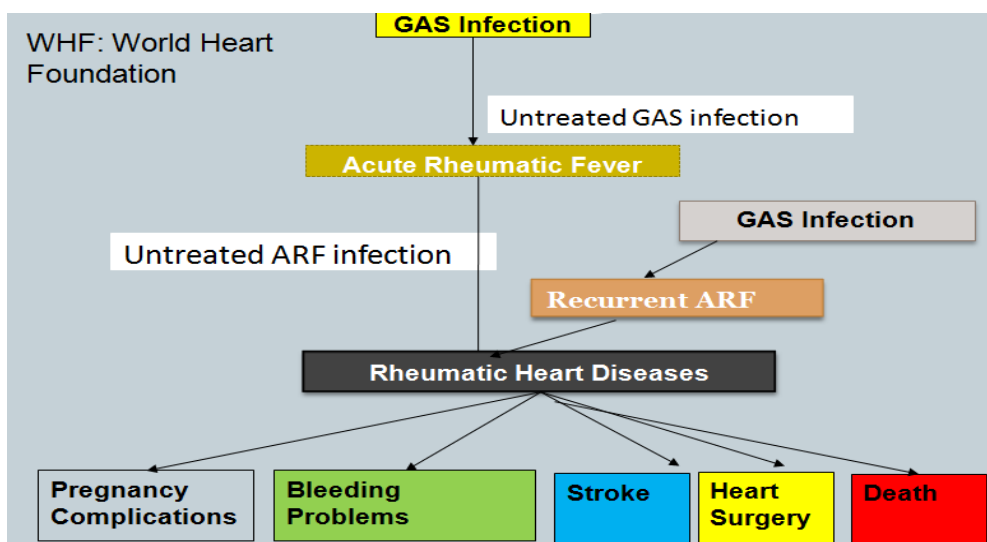 GAS Infection
WHF: World Heart
Foundation
Untreated GAS infection
Acute Rheumatic Fever
GAS Infection
Untreated ARF infection
Recurrent ARF
Rheumatic Heart Diseases
Pregnancy
Complications
Bleeding
Problems
Stroke
Heart
Surgery
Death